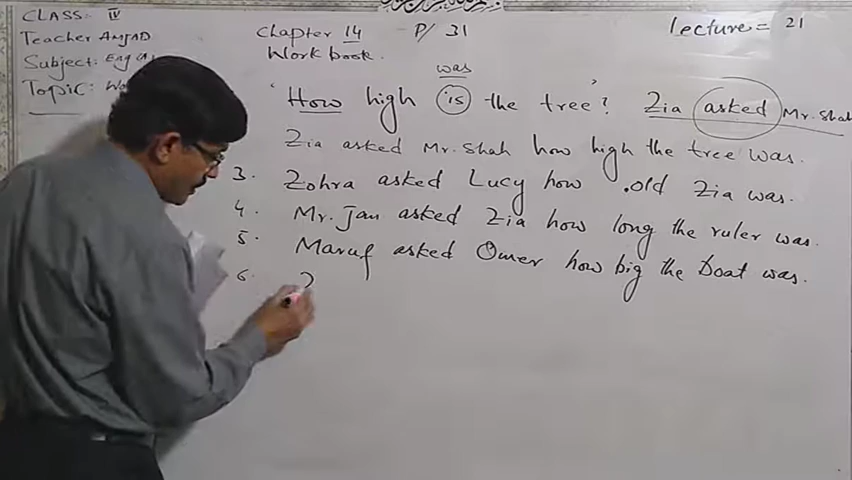 CLASS: IV
Teacher AMJAD
Subject: Eng
Topic:
Chapter 14 P/ 31
Work book.
lecture = 21
was
'How high is the tree'? Zia asked Mr. Shah
Zia asked Mr. Shah how high the tree was.
3. Zohra asked Lucy how old Zia was.
4. Mr. Jan asked Zia how long the ruler was.
5. Maruf asked Omer how big the Boat was.
6.